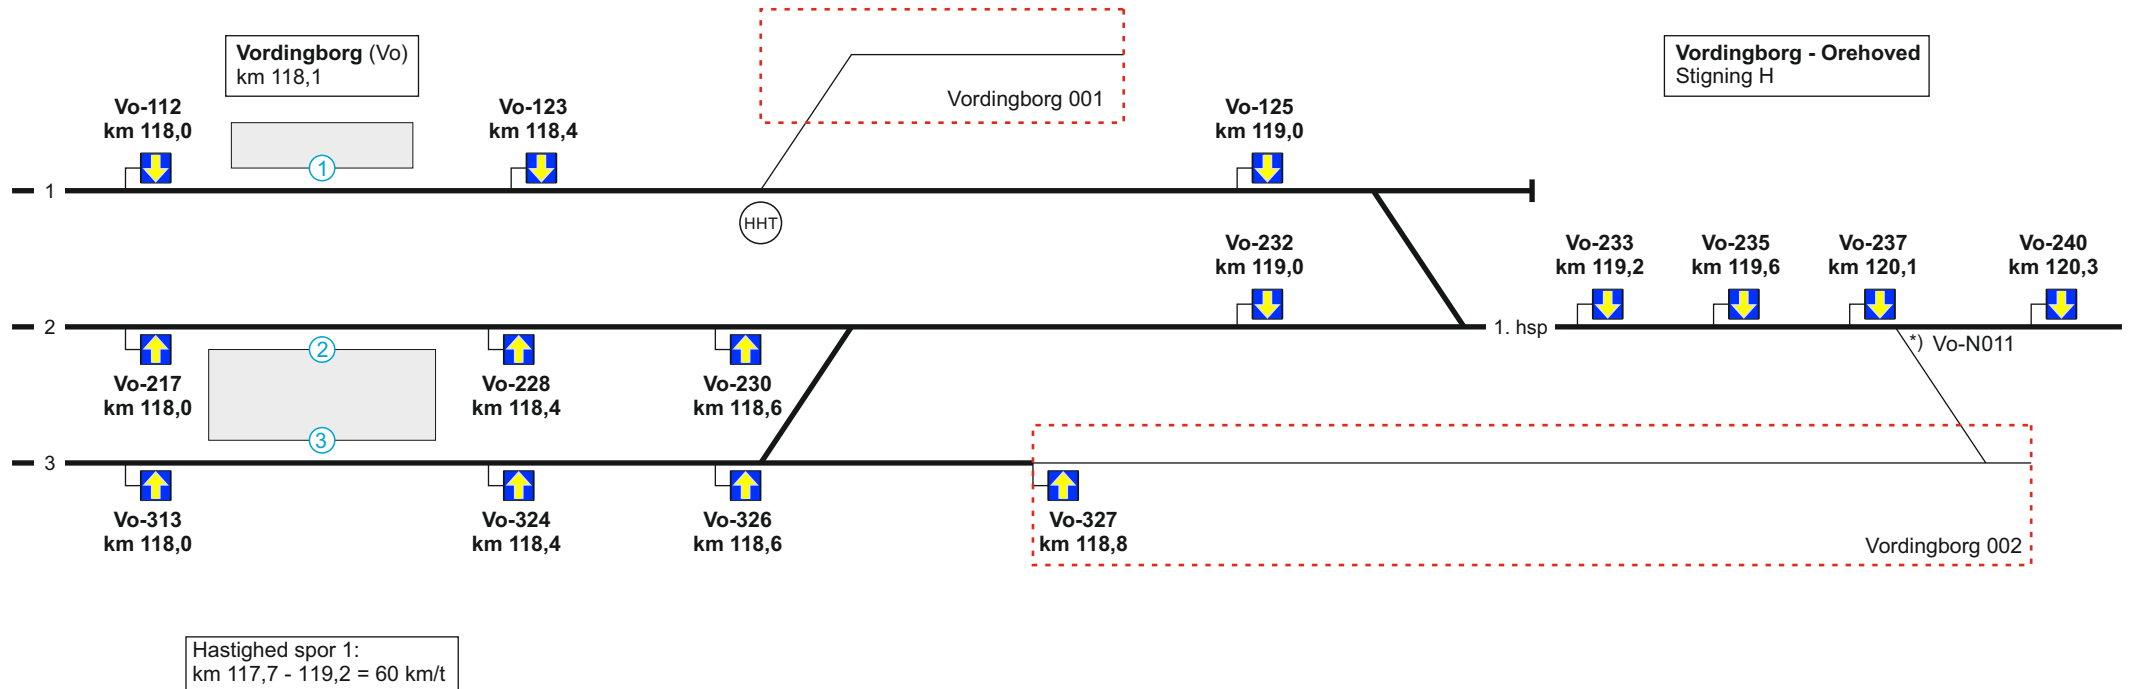 Vordingborg (Vo)
km 118,1
Vordingborg - Orehoved
Stigning H
Vordingborg 001
Vo-112
km 118,0
Vo-123
km 118,4
Vo-125
km 119,0
1
1
HHT
Vo-232
km 119,0
Vo-233
km 119,2
Vo-235
km 119,6
Vo-237
km 120,1
Vo-240
km 120,3
2
1. hsp
*) Vo-N011
2
Vo-217
km 118,0
Vo-228
km 118,4
Vo-230
km 118,6
3
3
Vo-313
km 118,0
Vo-324
km 118,4
Vo-326
km 118,6
Vo-327
km 118,8
Vordingborg 002
Hastighed spor 1:
km 117,7 - 119,2 = 60 km/t